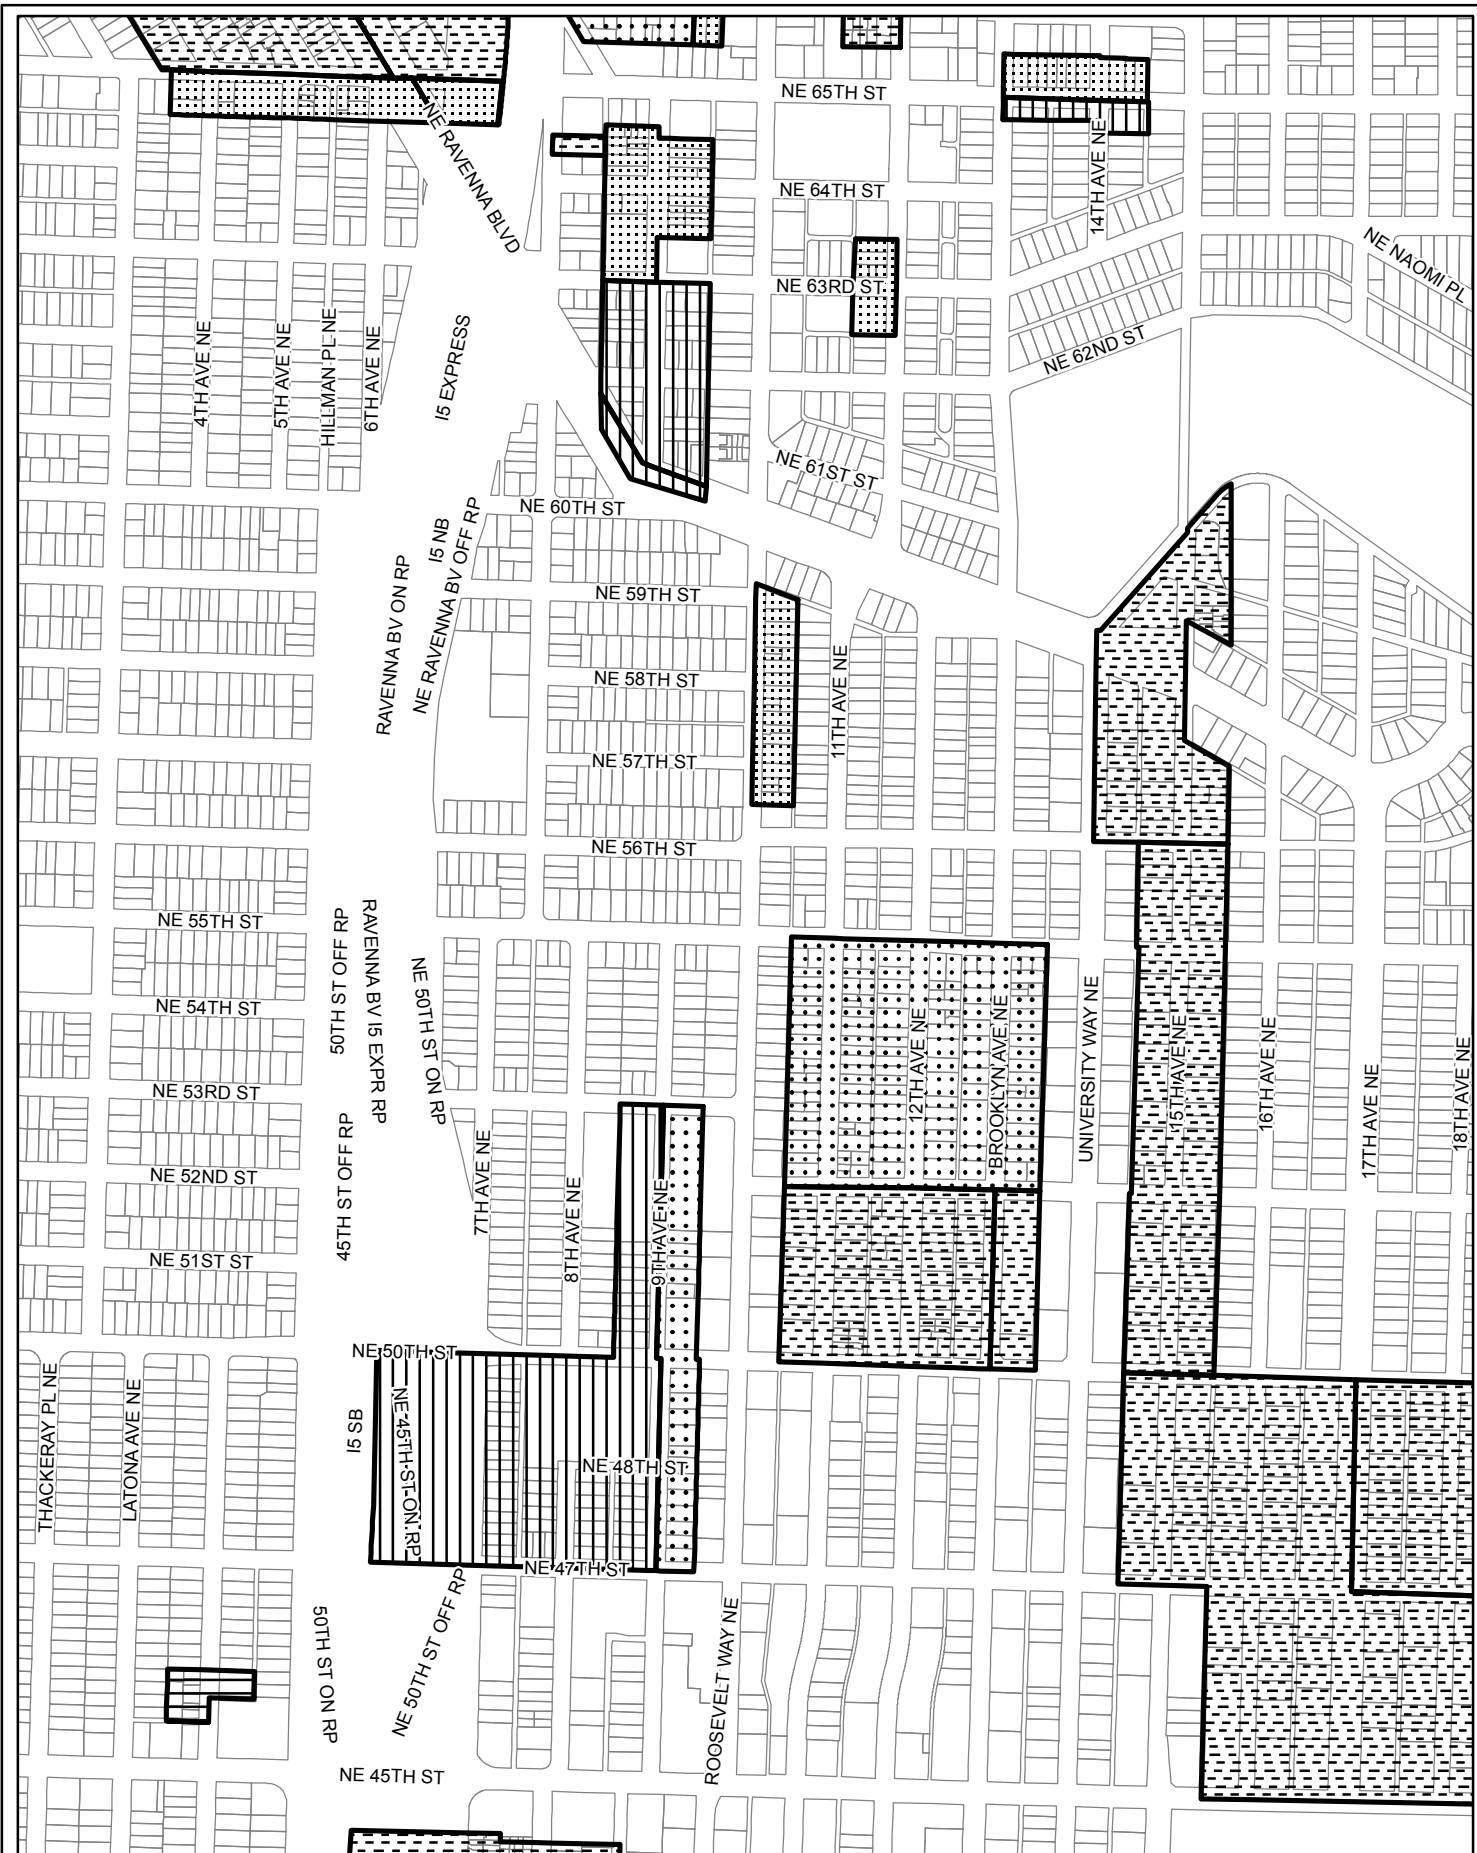 NE 65TH ST
NE RAVENNA BLVD
14TH AVE NE
NE 64TH ST
NE NAOMI PL
NE 63RD ST
4TH AVE NE
5TH AVE NE
HILLMAN PL NE
6TH AVE NE
I5 EXPRESS
NE 62ND ST
NE 61ST ST
NE 60TH ST
I5 NB
NE RAVENNA BV OFF RP
RAVENNA BV ON RP
NE 59TH ST
NE 58TH ST
11TH AVE NE
NE 57TH ST
NE 56TH ST
NE 55TH ST
50TH ST OFF RP
RAVENNA BV I5 EXPR RP
NE 50TH ST ON RP
NE 54TH ST
12TH AVE NE
BROOKLYN AVE NE
UNIVERSITY WAY NE
15TH AVE NE
16TH AVE NE
17TH AVE NE
18TH AVE NE
NE 53RD ST
45TH ST OFF RP
7TH AVE NE
8TH AVE NE
9TH AVE NE
NE 52ND ST
NE 51ST ST
NE 50TH ST
THACKERAY PL NE
LATONA AVE NE
I5 SB
NE 45TH ST ON RP
NE 48TH ST
NE 47TH ST
50TH ST ON RP
NE 50TH ST OFF RP
ROOSEVELT WAY NE
NE 45TH ST